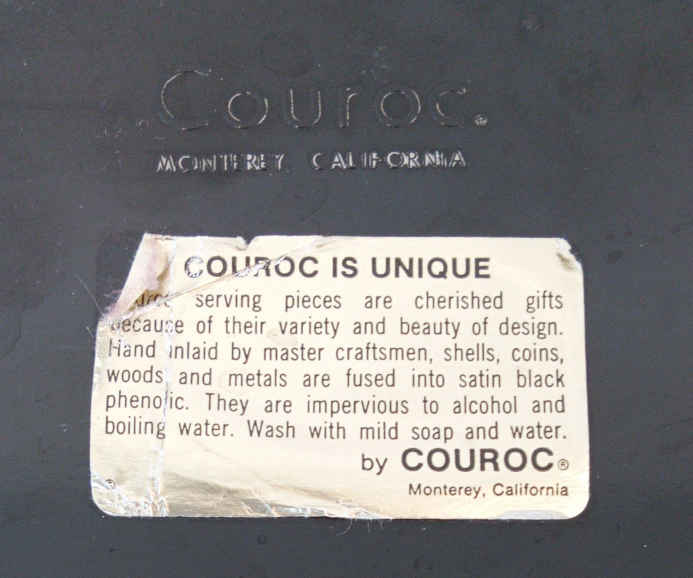 Couroc.
MONTEREY, CALIFORNIA
COUROC IS UNIQUE
serving pieces are cherished gifts
because of their variety and beauty of design.
Hand inlaid by master craftsmen, shells, coins,
woods and metals are fused into satin black
phenolic. They are impervious to alcohol and
boiling water. Wash with mild soap and water.
by COUROC®
Monterey, California